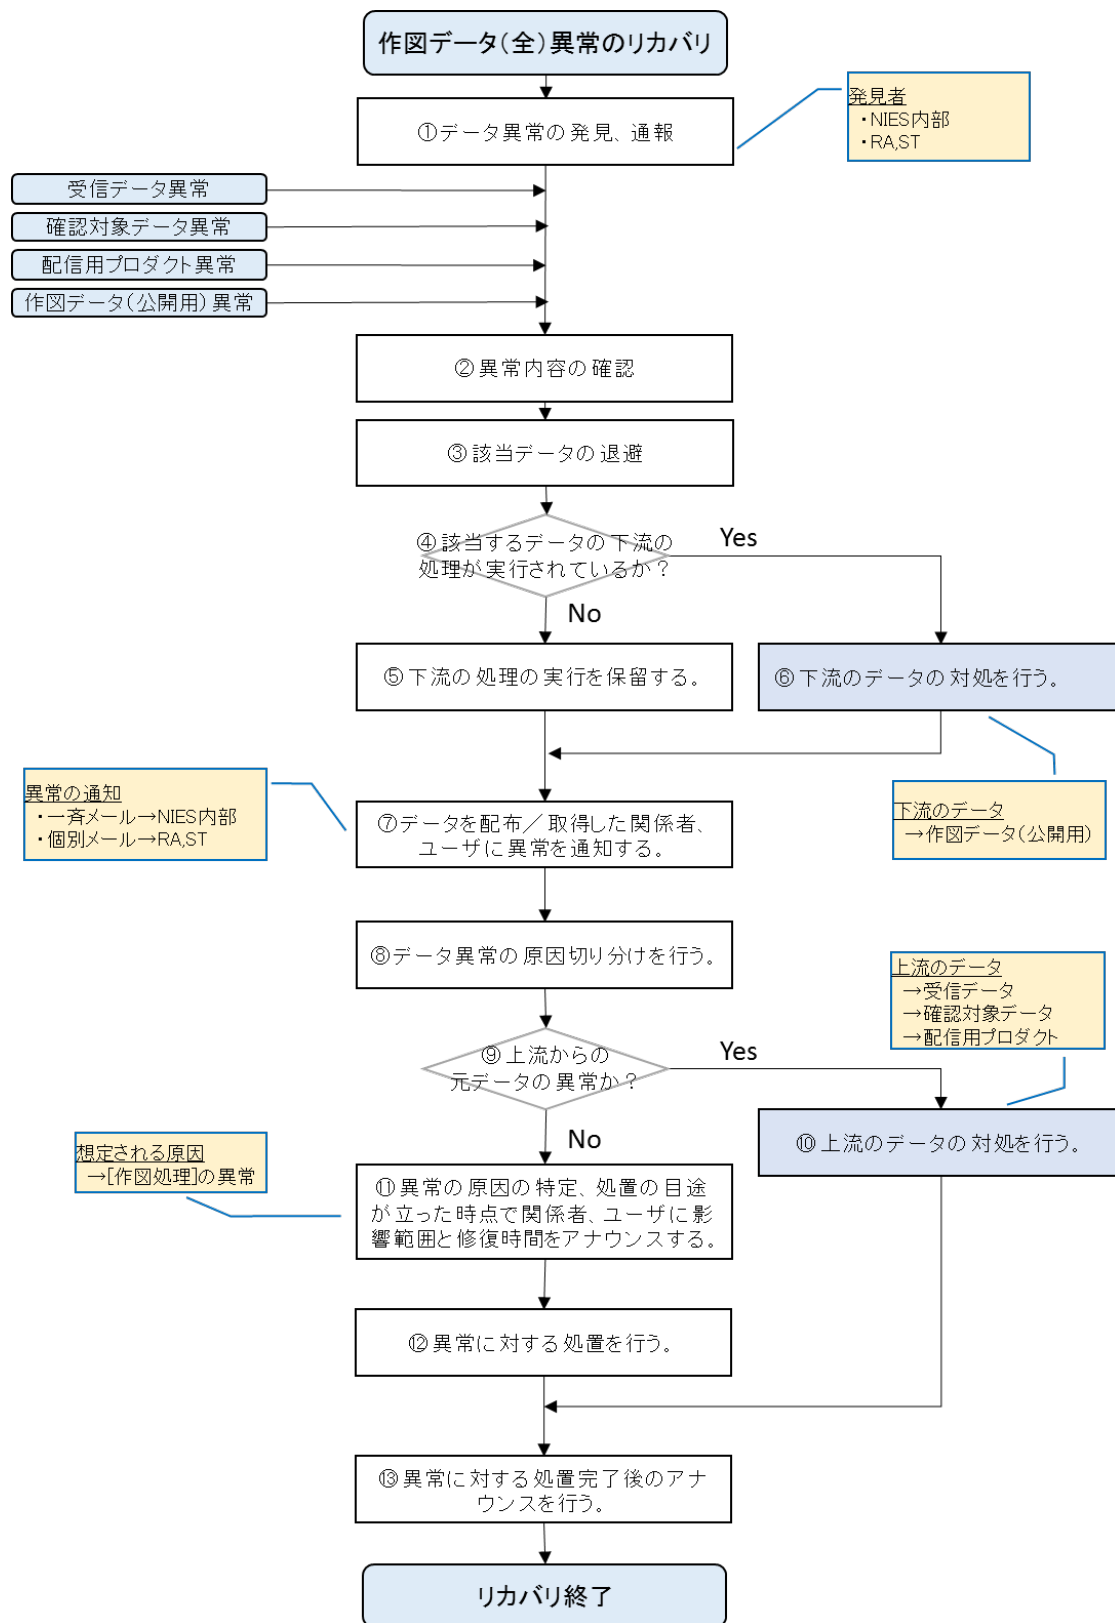 作図データ(全)異常のリカバリ
①データ異常の発見、通報
発見者
・NIES内部
・RA,ST
受信データ異常
確認対象データ異常
配信用プロダクト異常
作図データ(公開用)異常
②異常内容の確認
③該当データの退避
④該当するデータの下流の
処理が実行されているか?
Yes
No
⑤下流の処理の実行を保留する。
⑥下流のデータの対処を行う。
異常の通知
・一斉メール→NIES内部
・個別メール→RA,ST
⑦データを配布/取得した関係者、
ユーザに異常を通知する。
下流のデータ
→作図データ(公開用)
⑧データ異常の原因切り分けを行う。
上流のデータ
→受信データ
→確認対象データ
→配信用プロダクト
⑨上流からの
元データの異常か?
Yes
No
⑩上流のデータの対処を行う。
想定される原因
→[作図処理]の異常
⑪異常の原因の特定、処置の目途
が立った時点で関係者、ユーザに影
響範囲と修復時間をアナウンスする。
⑫異常に対する処置を行う。
⑬異常に対する処置完了後のアナ
ウンスを行う。
リカバリ終了